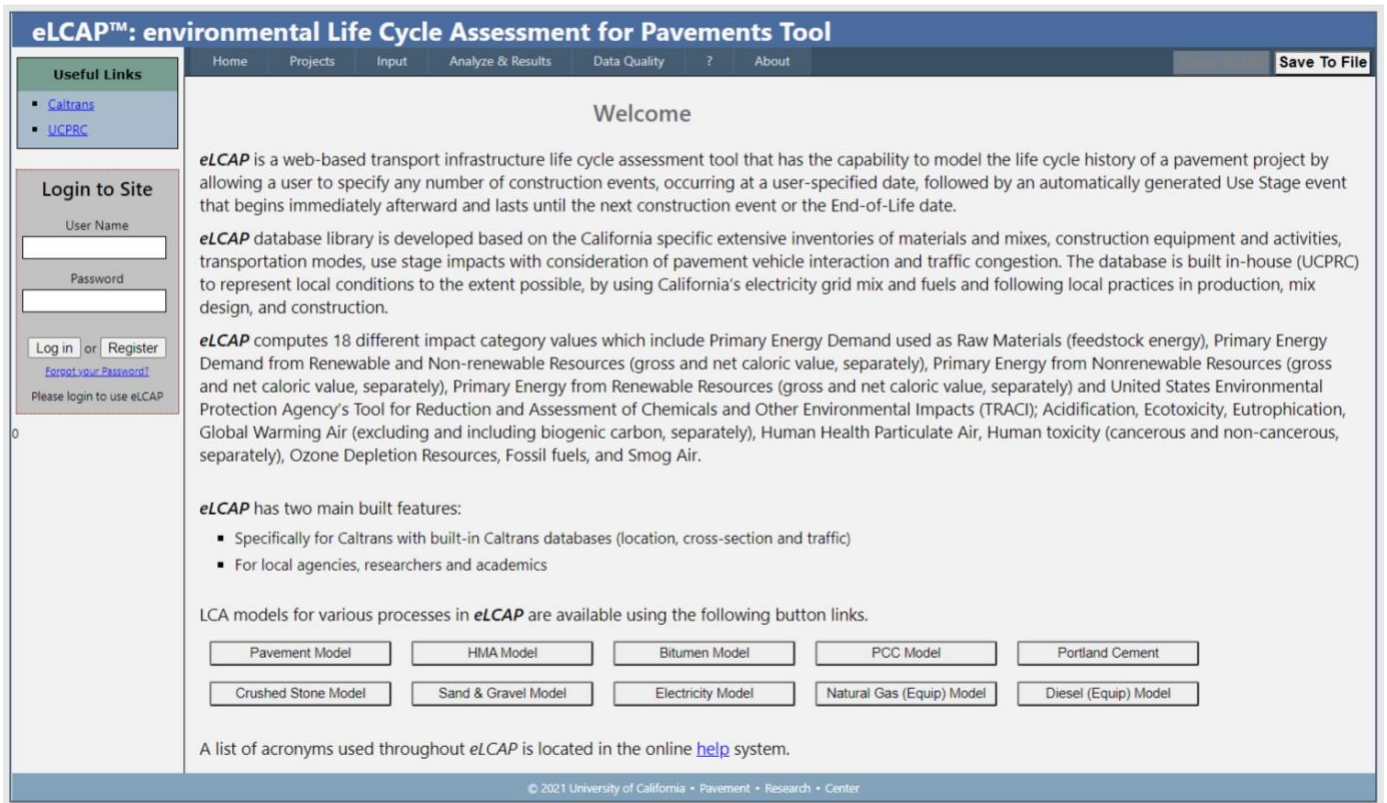 eLCAP™: environmental Life Cycle Assessment for Pavements Tool
Home Projects Input Analyze & Results Data Quality ? About
Save To File
Useful Links
Caltrans
UCPRC
Login to Site
User Name
Password
Log in or Register
Forgot your Password?
Please login to use eLCAP
0
Welcome
eLCAP is a web-based transport infrastructure life cycle assessment tool that has the capability to model the life cycle history of a pavement project by
allowing a user to specify any number of construction events, occurring at a user-specified date, followed by an automatically generated Use Stage event
that begins immediately afterward and lasts until the next construction event or the End-of-Life date.
eLCAP database library is developed based on the California specific extensive inventories of materials and mixes, construction equipment and activities,
transportation modes, use stage impacts with consideration of pavement vehicle interaction and traffic congestion. The database is built in-house (UCPRC)
to represent local conditions to the extent possible, by using California's electricity grid mix and fuels and following local practices in production, mix
design, and construction.
eLCAP computes 18 different impact category values which include Primary Energy Demand used as Raw Materials (feedstock energy), Primary Energy
Demand from Renewable and Non-renewable Resources (gross and net caloric value, separately), Primary Energy from Nonrenewable Resources (gross
and net caloric value, separately), Primary Energy from Renewable Resources (gross and net caloric value, separately) and United States Environmental
Protection Agency's Tool for Reduction and Assessment of Chemicals and Other Environmental Impacts (TRACI); Acidification, Ecotoxicity, Eutrophication,
Global Warming Air (excluding and including biogenic carbon, separately), Human Health Particulate Air, Human toxicity (cancerous and non-cancerous,
separately), Ozone Depletion Resources, Fossil fuels, and Smog Air.
eLCAP has two main built features:
▪ Specifically for Caltrans with built-in Caltrans databases (location, cross-section and traffic)
▪ For local agencies, researchers and academics
LCA models for various processes in eLCAP are available using the following button links.
Pavement Model HMA Model Bitumen Model PCC Model Portland Cement
Crushed Stone Model Sand & Gravel Model Electricity Model Natural Gas (Equip) Model Diesel (Equip) Model
A list of acronyms used throughout eLCAP is located in the online help system.
© 2021 University of California • Pavement • Research • Center